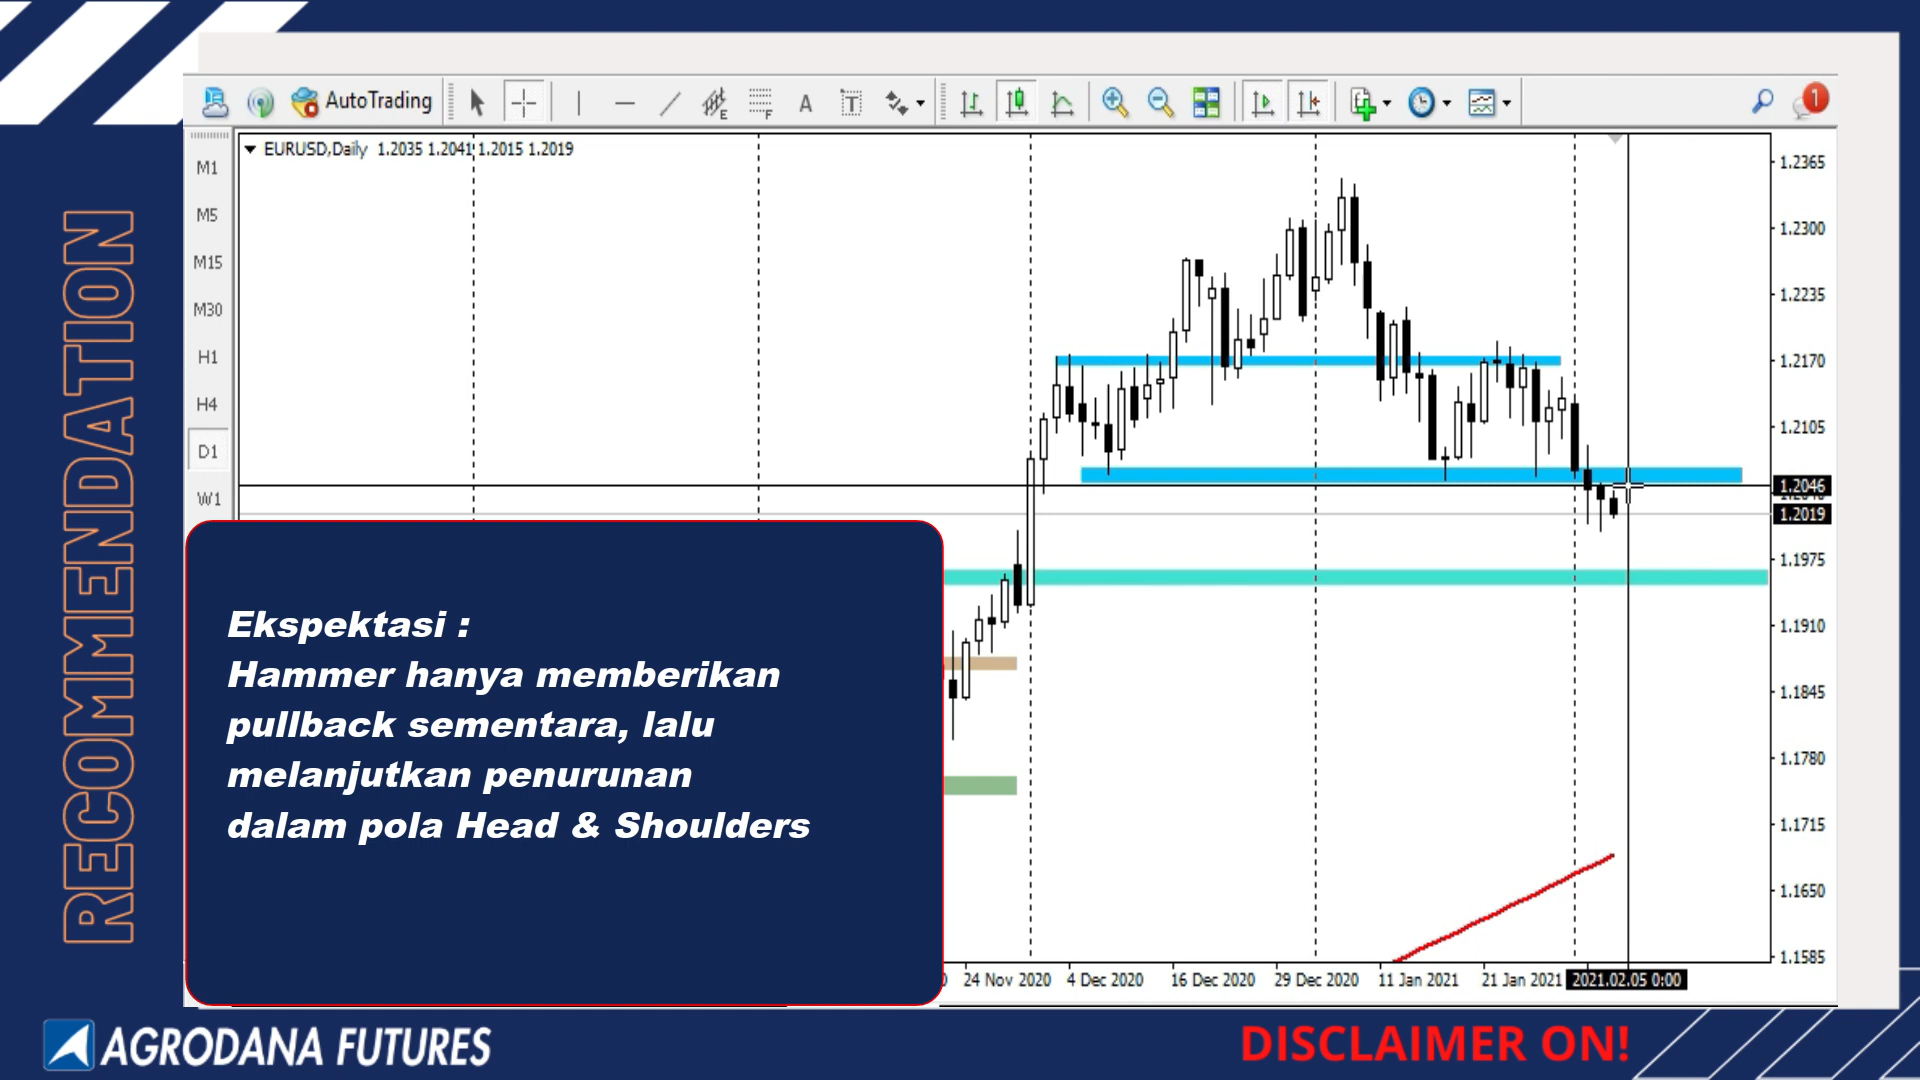 RECOMMENDATION
AutoTrading
E
F
A
T
1
M1
M5
M15
M30
H1
H4
D1
W1
EURUSD,Daily 1.2035 1.2041 1.2015 1.2019
1.2365
1.2300
1.2235
1.2170
1.2105
1.2046
1.2019
1.1975
1.1910
1.1845
1.1780
1.1715
1.1650
1.1585
Ekspektasi :
Hammer hanya memberikan
pullback sementara, lalu
melanjutkan penurunan
dalam pola Head & Shoulders
24 Nov 2020 4 Dec 2020 16 Dec 2020 29 Dec 2020 11 Jan 2021 21 Jan 2021 2021.02.05 0:00
AGRODANA FUTURES
DISCLAIMER ON!